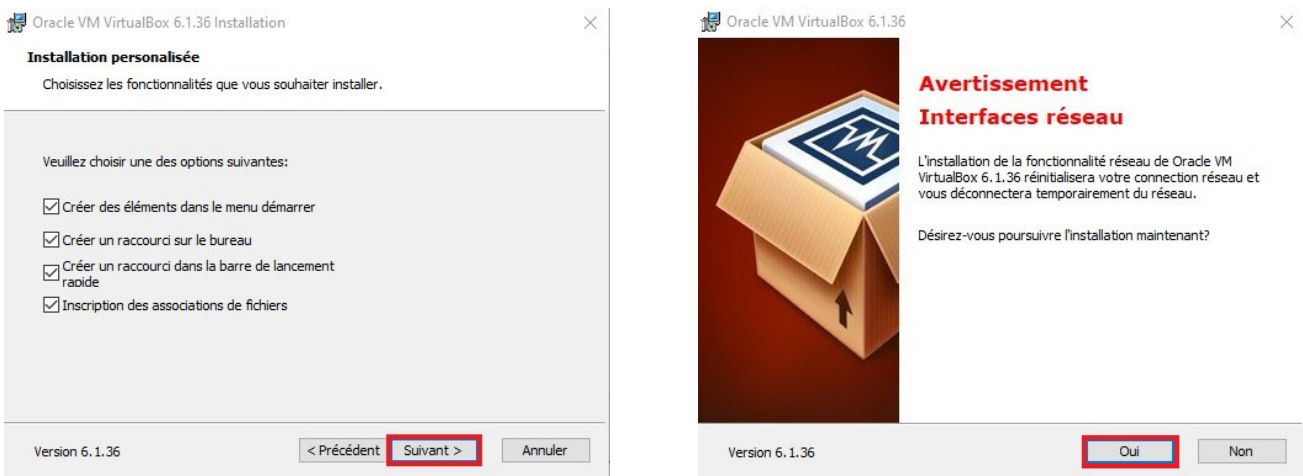 Oracle VM VirtualBox 6.1.36 Installation
Installation personalisée
Choisissez les fonctionnalités que vous souhaiter installer.
Veuillez choisir une des options suivantes:
Créer des éléments dans le menu démarrer
Créer un raccourci sur le bureau
Créer un raccourci dans la barre de lancement
rapide
Inscription des associations de fichiers
Version 6.1.36
< Précédent
Suivant >
Annuler
Oracle VM VirtualBox 6.1.36
Avertissement
Interfaces réseau
L'installation de la fonctionnalité réseau de Oracle VM
VirtualBox 6.1.36 réinitialisera votre connection réseau et
vous déconnectera temporairement du réseau.
Désirez-vous poursuivre l'installation maintenant?
Version 6.1.36
Oui
Non